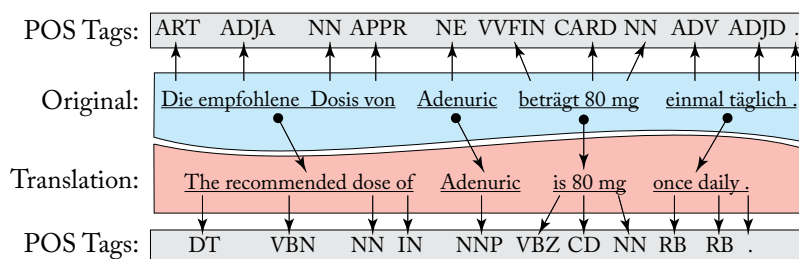 POS Tags: ART ADJA NN APPR NE VVFIN CARD NN ADV ADJD .
Original: Die empfohlene Dosis von Adenuric beträgt 80 mg einmal täglich .
Translation: The recommended dose of Adenuric is 80 mg once daily .
POS Tags: DT VBN NN IN NNP VBZ CD NN RB RB .